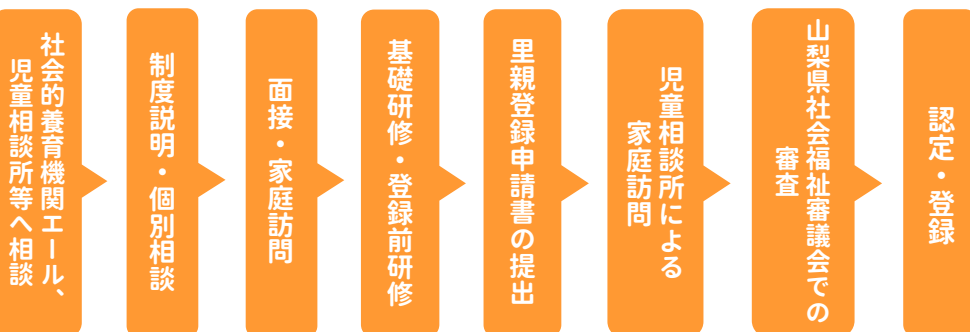 社会的養育機関エール、
児童相談所等へ相談
制度説明・個別相談
面接・家庭訪問
基礎研修・登録前研修
里親登録申請書の提出
児童相談所による
家庭訪問
山梨県社会福祉審議会での
審査
認定・登録